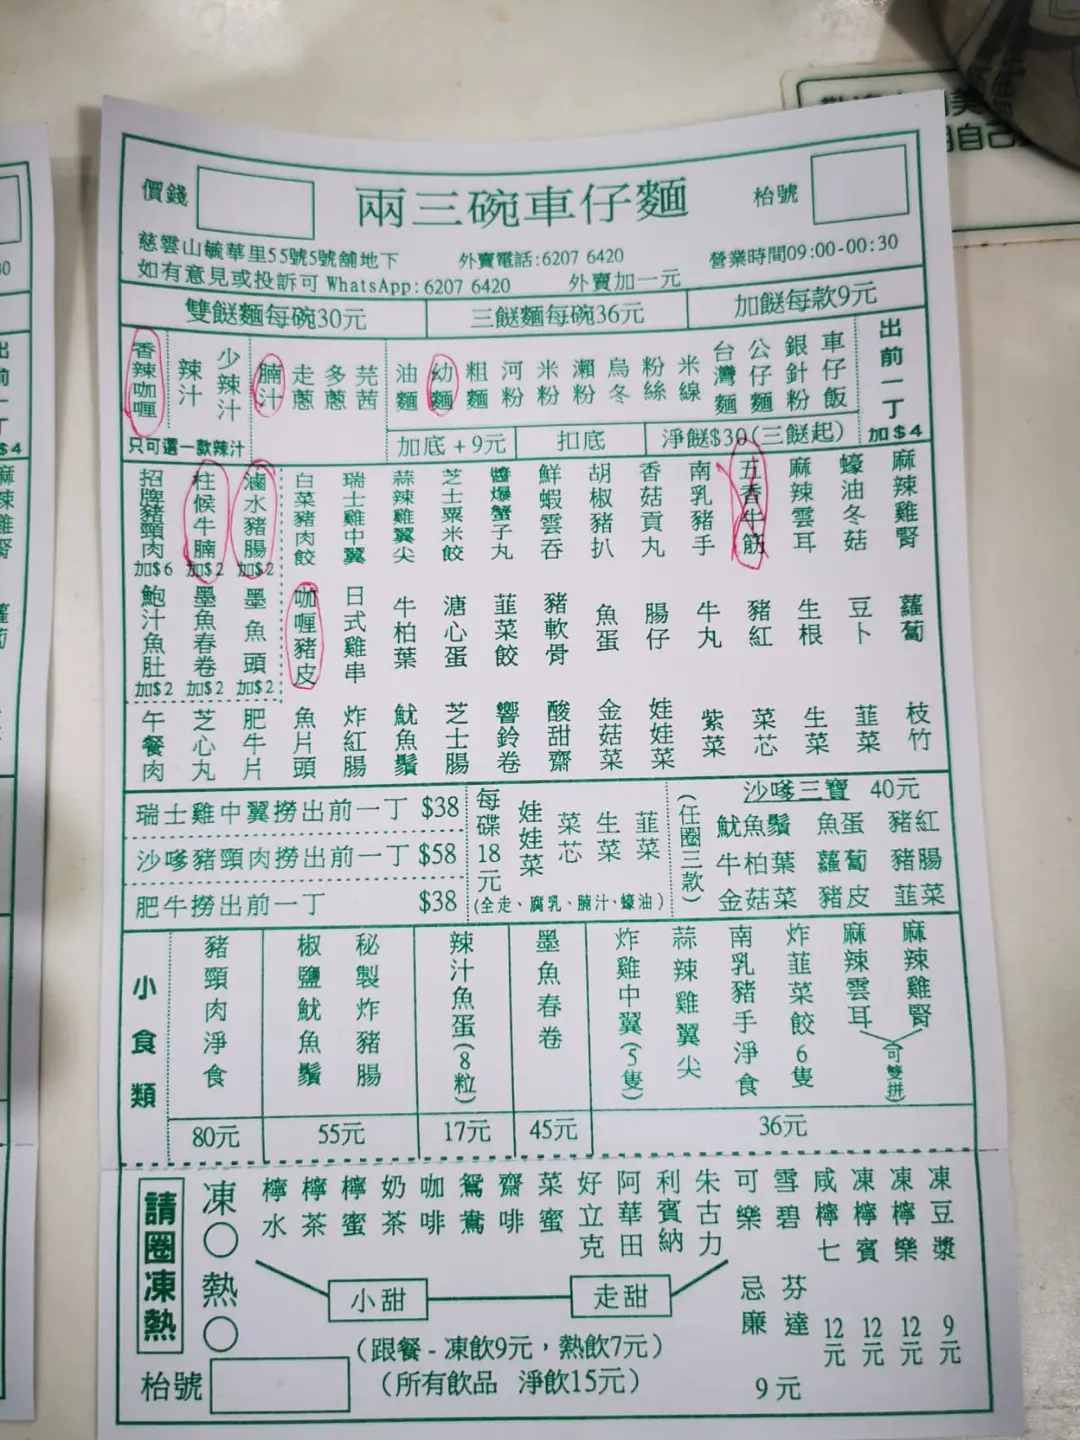 價錢
兩三碗車仔麵
枱號
慈雲山毓華里55號5號舖地下
外賣電話:6207 6420
營業時間09:00-00:30
如有意見或投訴可 WhatsApp: 6207 6420
外賣加一元
雙餸麵每碗30元
三餸麵每碗36元
加餸每款9元
香辣咖喱
辣汁
少辣汁
只可選一款辣汁
腩汁
走蔥
多蔥
芫茜
油麵
幼麵
粗麵
河粉
米粉
瀨粉
烏冬
粉絲
米線
台灣麵
公仔麵
銀針粉
車仔飯
出前一丁
加$4
加底+9元
扣底
淨餸$30(三餸起)
招牌豬頸肉
加$6
柱候牛腩
加$2
滷水豬腸
加$2
白菜豬肉餃
瑞士雞中翼
蒜辣雞翼尖
芝士粟米餃
醬爆蟹子丸
鮮蝦雲吞
胡椒豬扒
香菇貢丸
南乳豬手
五香牛筋
麻辣雲耳
蠔油冬菇
麻辣雞腎
鮑汁魚肚
加$2
墨魚春卷
加$2
墨魚頭
加$2
咖喱豬皮
日式雞串
牛柏葉
溏心蛋
韮菜餃
豬軟骨
魚蛋
腸仔
牛丸
豬紅
生根
豆卜
蘿蔔
午餐肉
芝心丸
肥牛片
魚片頭
炸紅腸
魷魚鬚
芝士腸
響鈴卷
酸甜齋
金菇菜
娃娃菜
紫菜
菜芯
生菜
韮菜
枝竹
瑞士雞中翼撈出前一丁 $38
沙嗲豬頸肉撈出前一丁 $58
肥牛撈出前一丁 $38
每碟18元
娃娃菜
菜芯
生菜
韮菜
(全走、腐乳、腩汁、蠔油)
(任圈三款)
沙嗲三寶 40元
魷魚鬚 魚蛋 豬紅
牛柏葉 蘿蔔 豬腸
金菇菜 豬皮 韮菜
小食類
豬頸肉淨食
80元
椒鹽魷魚鬚
秘製炸豬腸
55元
辣汁魚蛋(8粒)
17元
墨魚春卷
45元
炸雞中翼(5隻)
蒜辣雞翼尖
南乳豬手淨食
炸韮菜餃6隻
麻辣雲耳
麻辣雞腎
(可雙拼)
36元
請圈凍熱
凍○
熱○
檸水
檸茶
檸蜜
奶茶
咖啡
鴛鴦
齋啡
菜蜜
好立克
阿華田
利賓納
朱古力
可樂
雪碧
忌廉
芬達
9元
咸檸七
12元
凍檸賓
12元
凍檸樂
12元
凍豆漿
9元
小甜
走甜
(跟餐 - 凍飲9元，熱飲7元)
(所有飲品 淨飲15元)
枱號